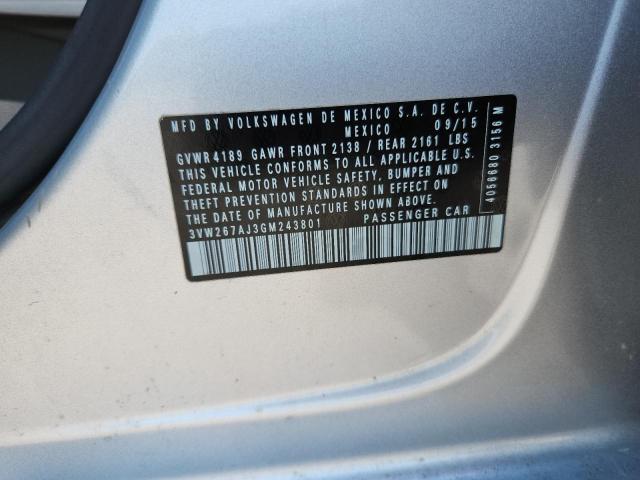 MFD BY VOLKSWAGEN DE MEXICO S.A. DE C.V.
MEXICO 09/15
GVWR 4189 GAWR FRONT 2138 / REAR 2161 LBS
THIS VEHICLE CONFORMS TO ALL APPLICABLE U.S.
FEDERAL MOTOR VEHICLE SAFETY, BUMPER AND
THEFT PREVENTION STANDARDS IN EFFECT ON
THE DATE OF MANUFACTURE SHOWN ABOVE.
3VW267AJ3GM243801 PASSENGER CAR
4056680 3156 M